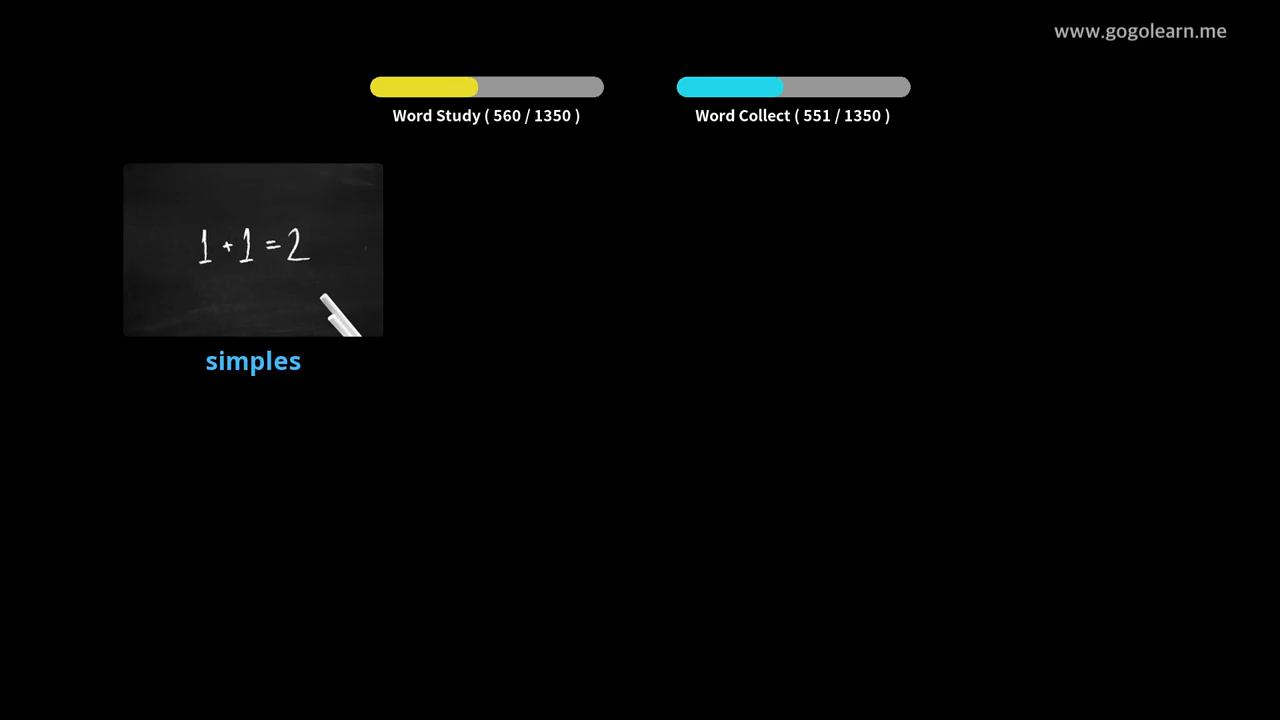 www.gogolearn.me
Word Study ( 560 / 1350 )
Word Collect ( 551 / 1350 )
1 + 1 = 2
simples